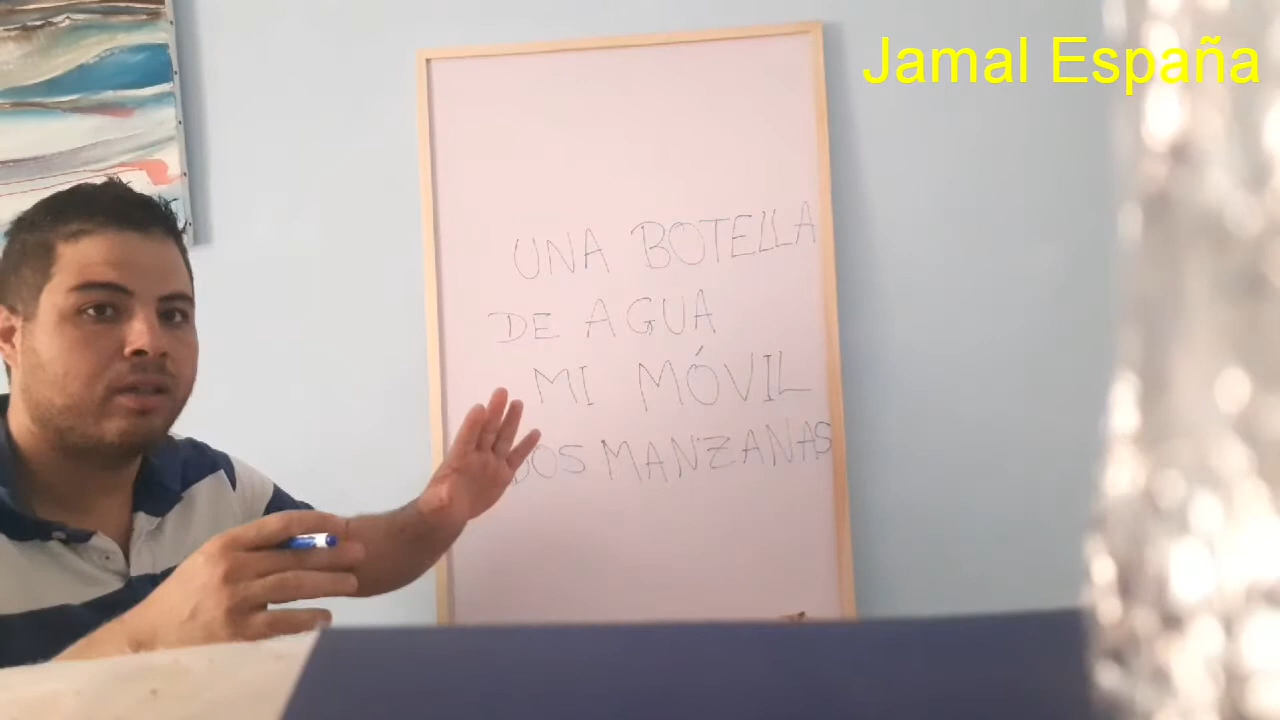 Jamal España
UNA BOTELLA
DE AGUA
MI MÓVIL
DOS MANZANAS